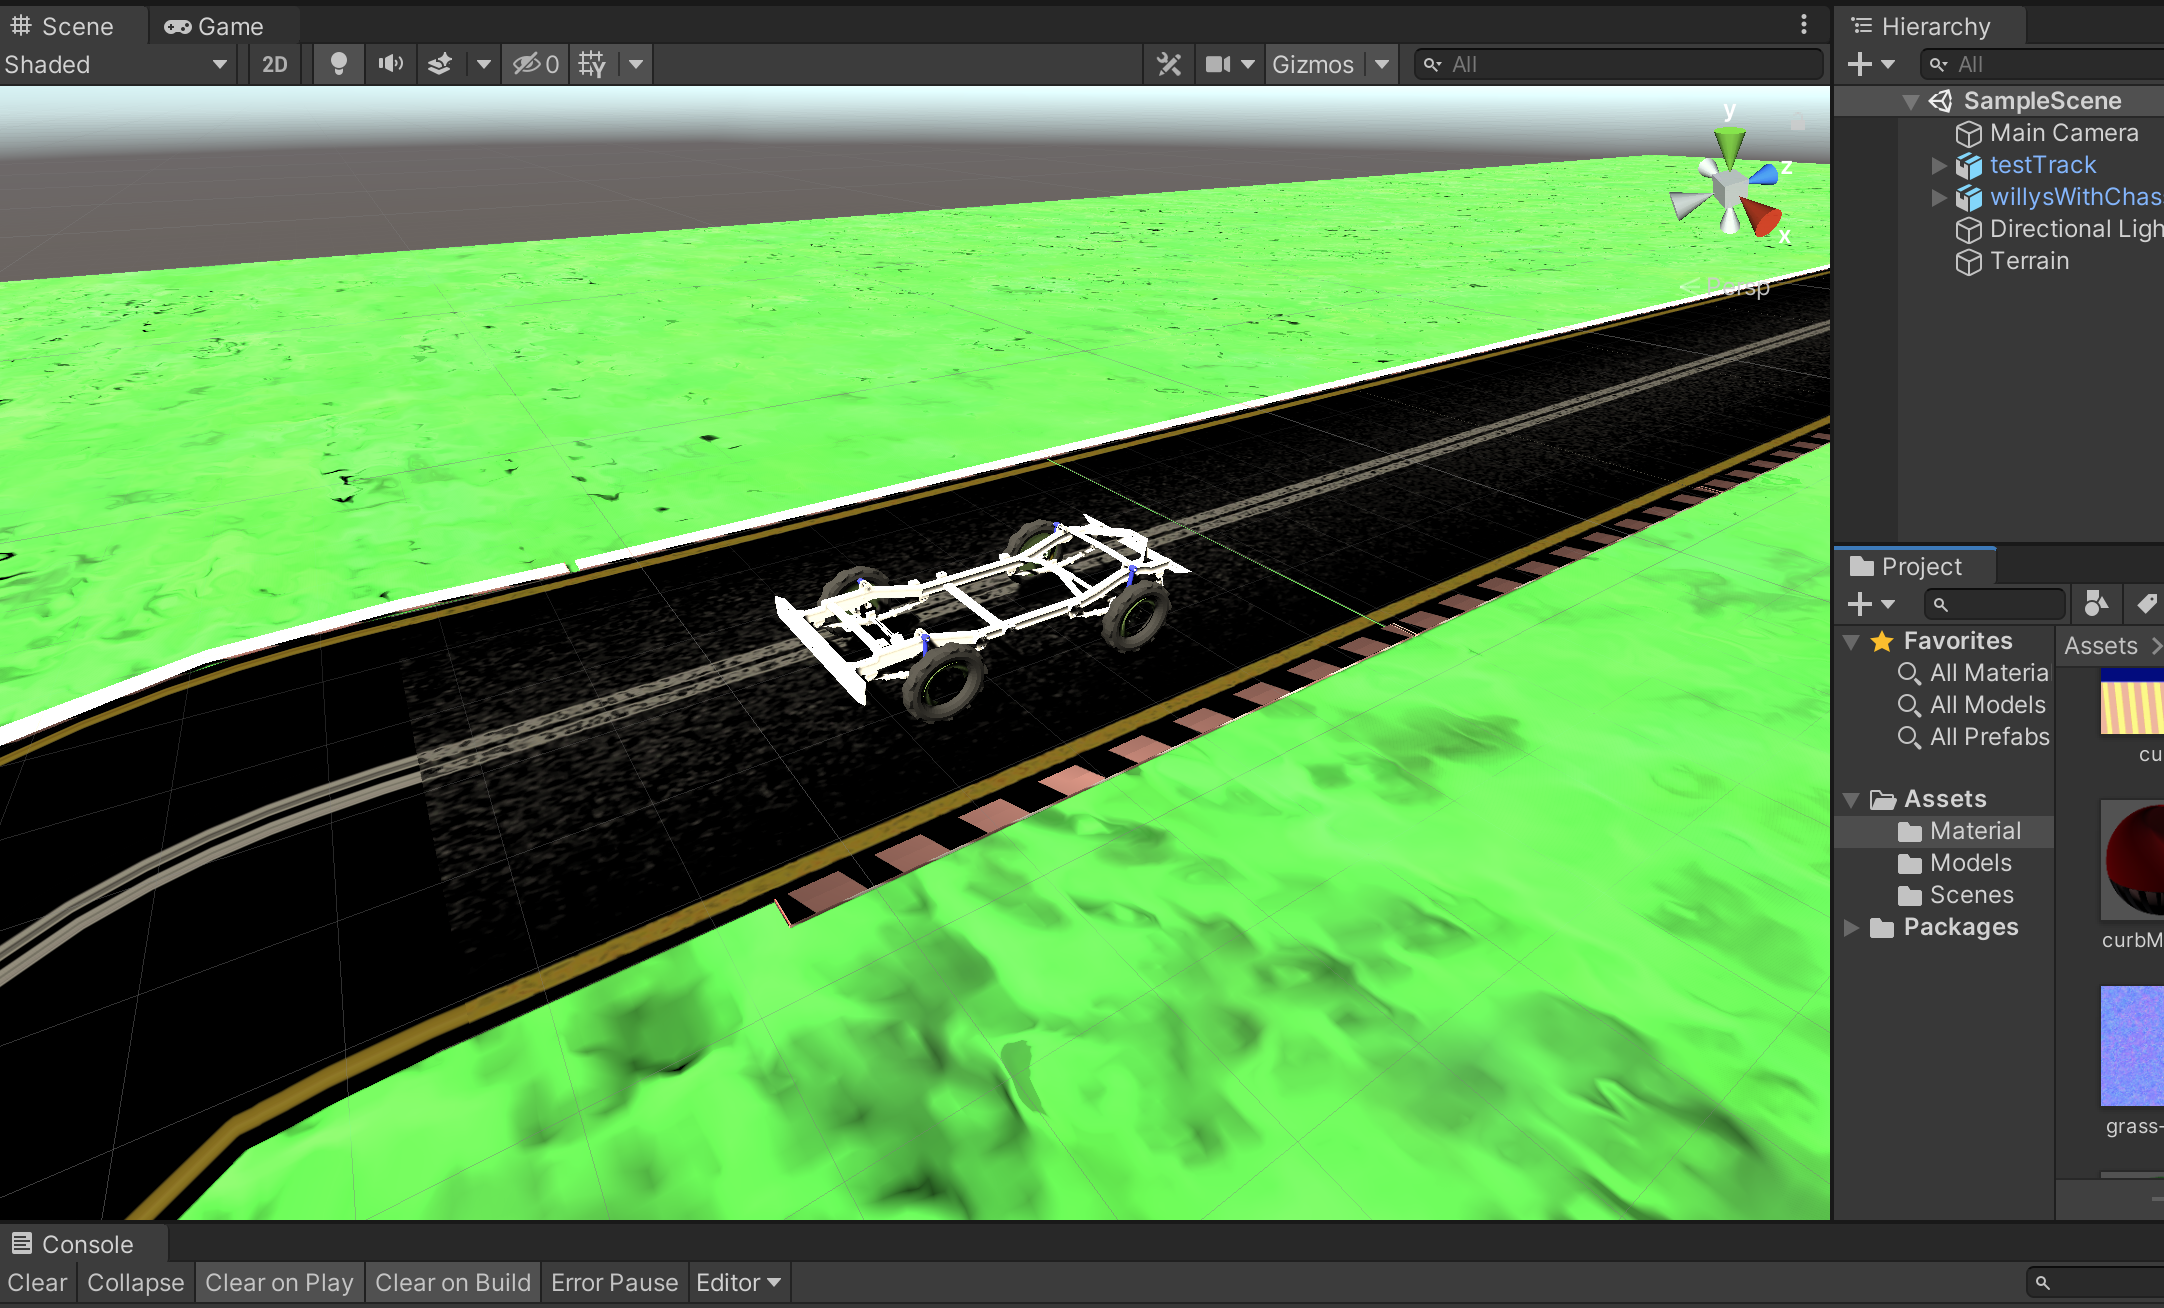 Scene Game
Shaded 2D 0 Gizmos All
y
z
x
Persp
Hierarchy
All
SampleScene
Main Camera
testTrack
willysWithChas
Directional Ligh
Terrain
Project
Favorites
All Materia
All Models
All Prefabs
Assets
Material
Models
Scenes
Packages
Assets
cu
curbM
grass-
Console
Clear Collapse Clear on Play Clear on Build Error Pause Editor